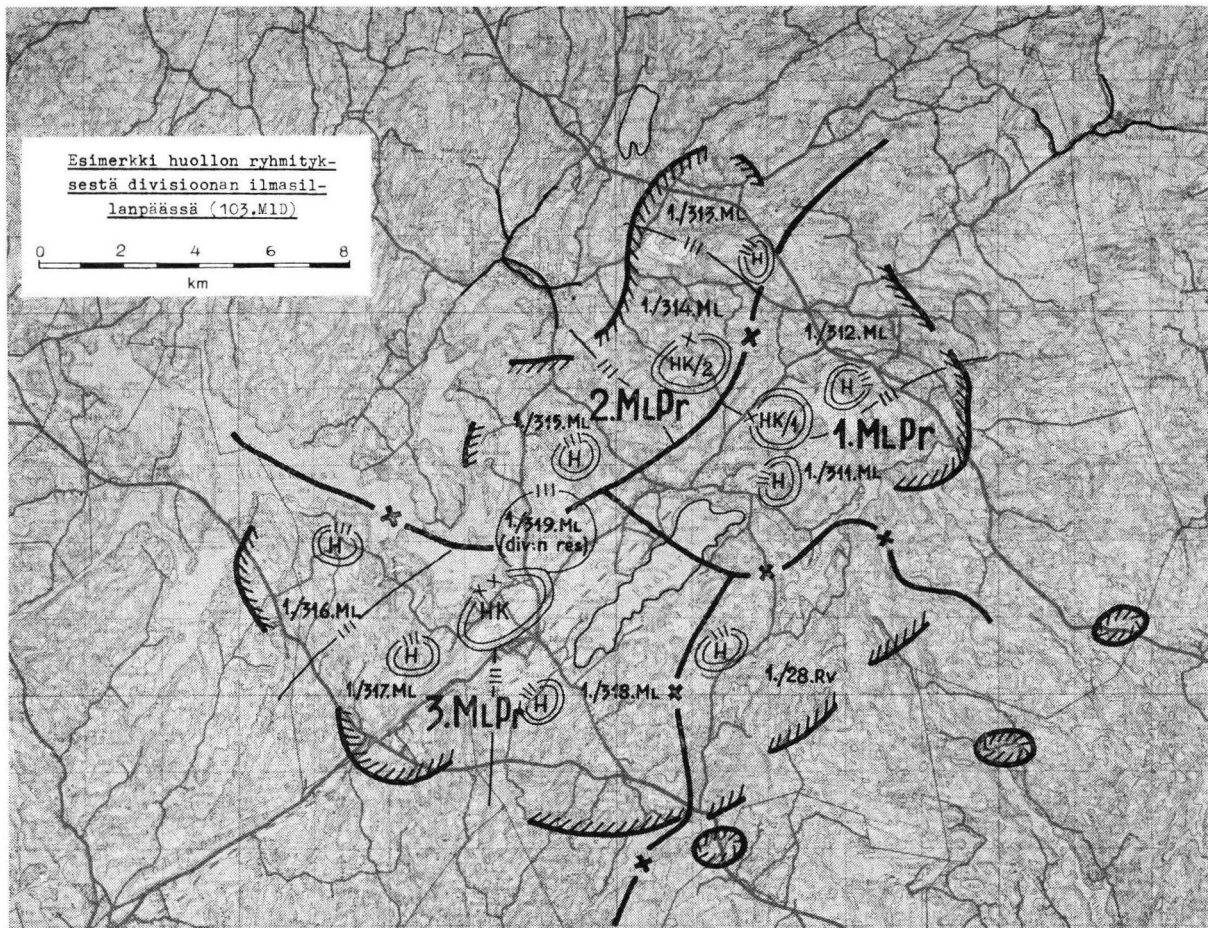 Esimerkki huollon ryhmityk-
sestä divisioonan ilmasil-
lanpäässä (103.MlD)
0 2 4 6 8
km
1./313.ML
H
1./314.ML
HK/2
1./312.ML
H
2.MLPr
HK/1
1.MLPr
1./315.ML
H
H
1./311.ML
1./319.ML
(div:n res)
H
HK
1./316.ML
H
H
1./317.ML
3.MLPr
H
1./318.ML
1./28.Rv